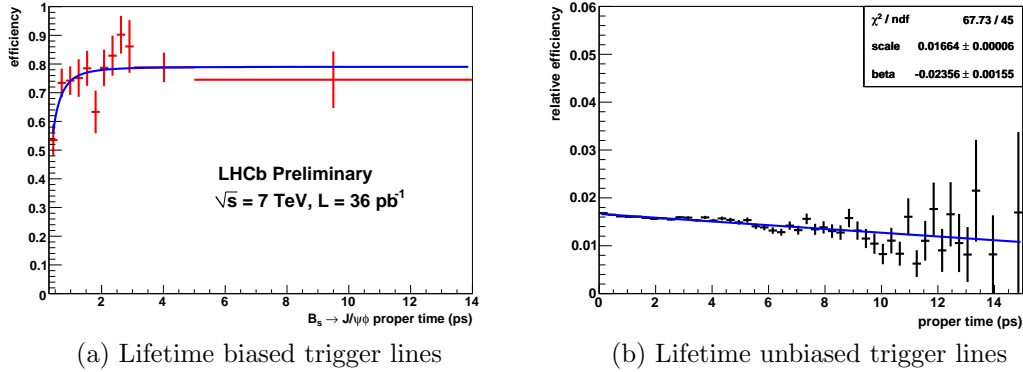 efficiency
1
0.9
0.8
0.7
0.6
0.5
0.4
0.3
0.2
0.1
0
LHCb Preliminary
√s = 7 TeV, L = 36 pb⁻¹
2 4 6 8 10 12 14
Bₛ → J/ψϕ proper time (ps)
(a) Lifetime biased trigger lines
relative efficiency
0.06
0.05
0.04
0.03
0.02
0.01
0.00
χ² / ndf 67.73 / 45
scale 0.01664 ± 0.00006
beta -0.02356 ± 0.00155
0 2 4 6 8 10 12 14
proper time (ps)
(b) Lifetime unbiased trigger lines